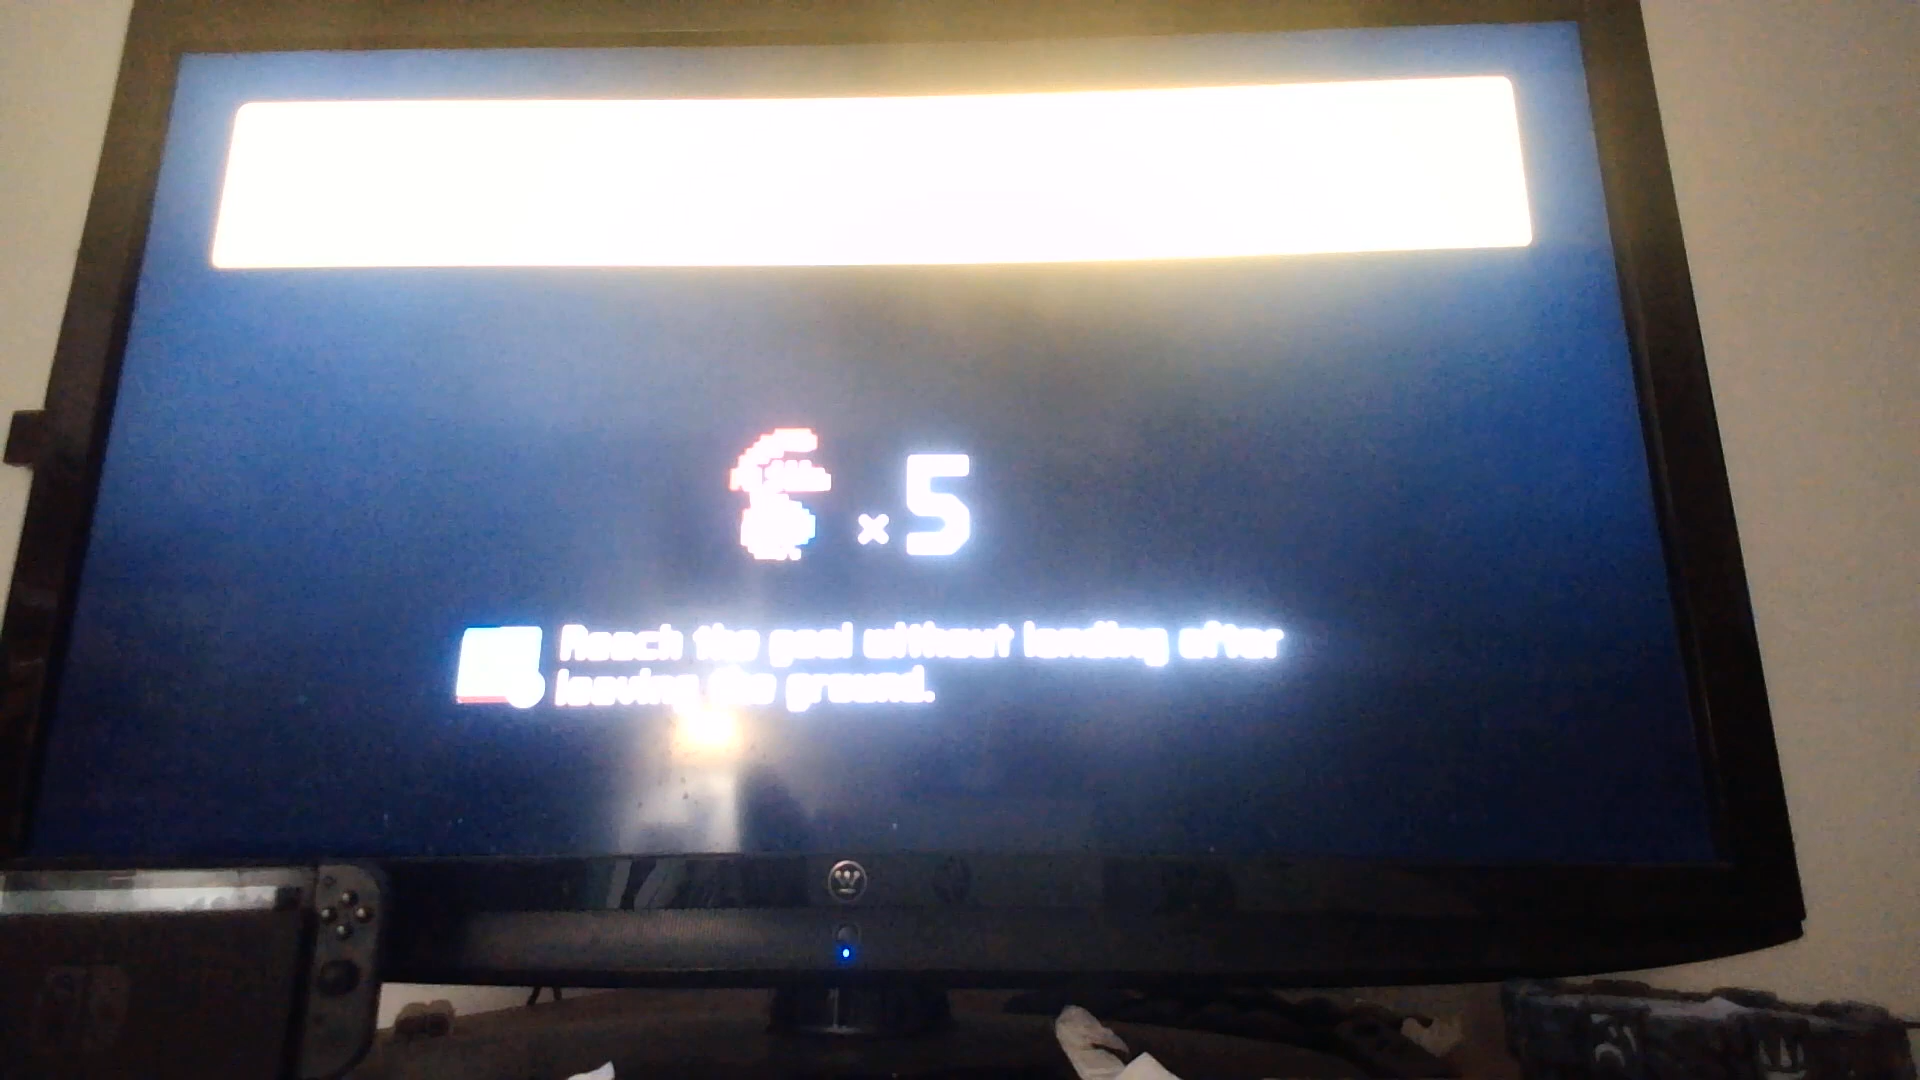 × 5
Reach the goal without landing after
leaving the ground.